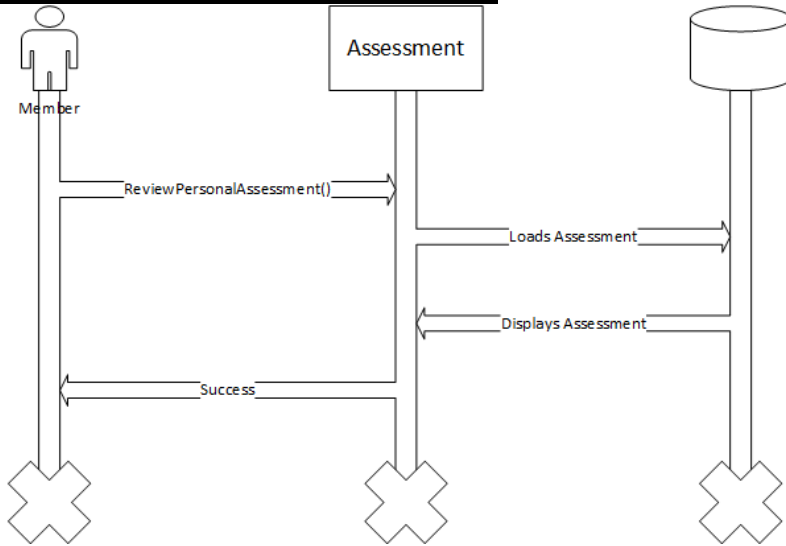 Assessment
Member
ReviewPersonalAssessment()
Loads Assessment
Displays Assessment
Success